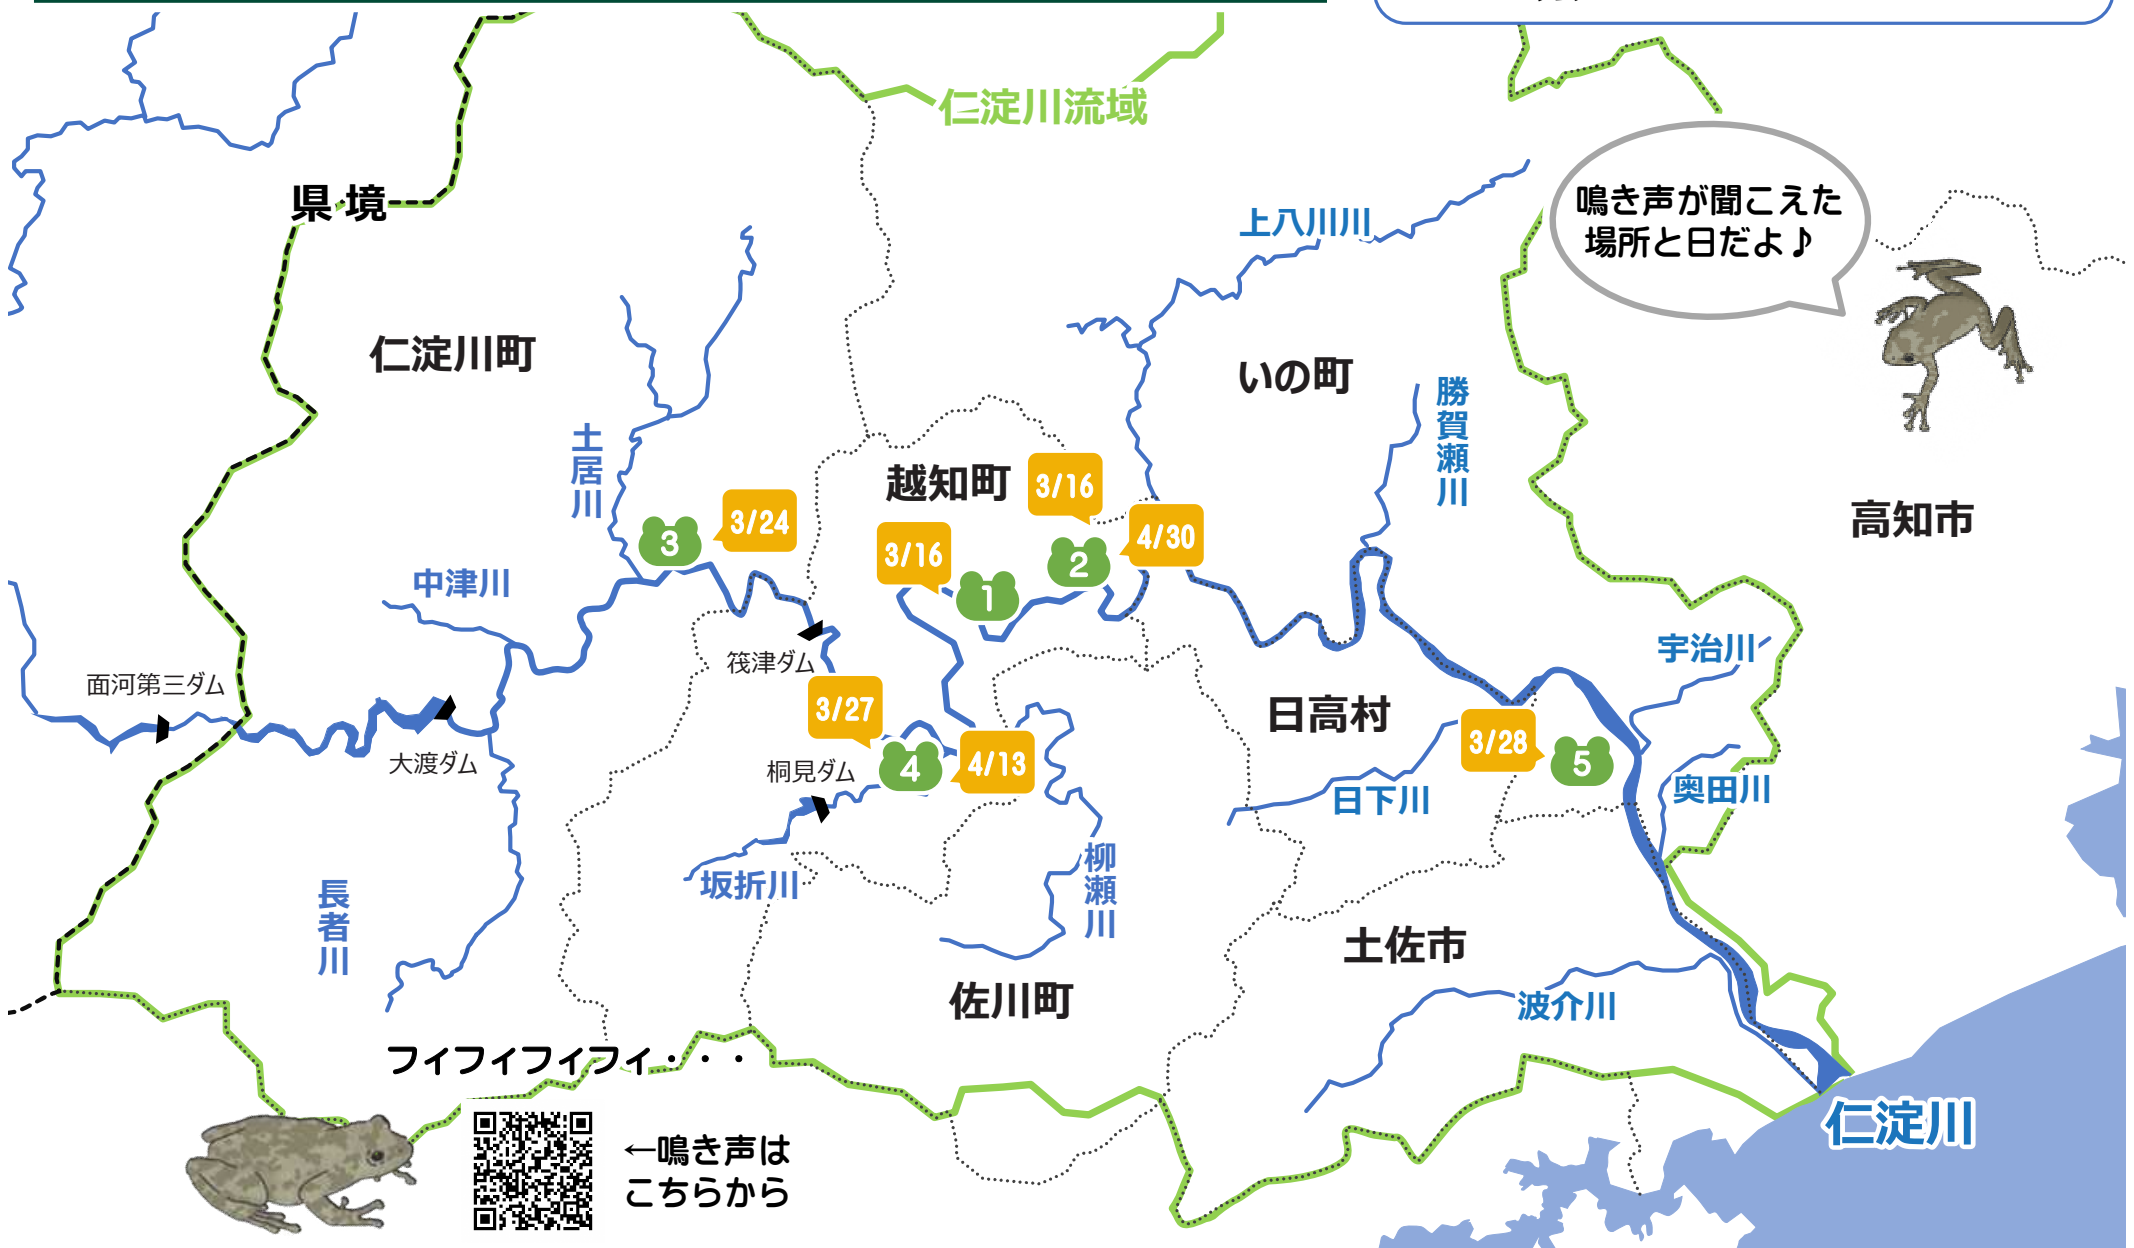 仁淀川流域
県境
鳴き声が聞こえた
場所と日だよ♪
上八川川
仁淀川町
いの町
勝賀瀬川
土居川
越知町
3/16
高知市
3/24
3
4/30
3/16
2
1
中津川
宇治川
筏津ダム
面河第三ダム
3/27
日高村
3/28
5
大渡ダム
桐見ダム
4
4/13
日下川
奥田川
坂折川
柳瀬川
長者川
土佐市
佐川町
波介川
フィフィフィフィ・・・
仁淀川
←鳴き声は
こちらから